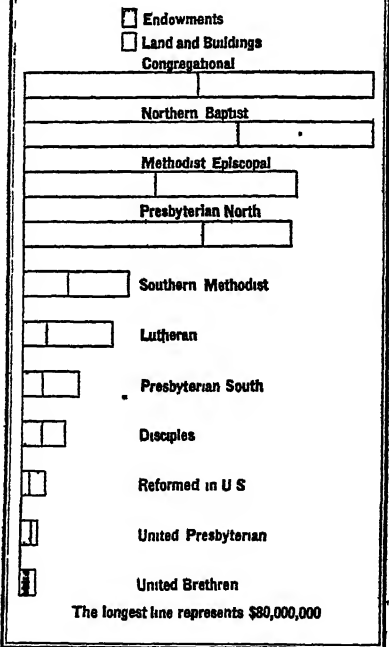 Endowments
Land and Buildings
Congregational
Northern Baptist
Methodist Episcopal
Presbyterian North
Southern Methodist
Lutheran
Presbyterian South
Disciples
Reformed in U S
United Presbyterian
United Brethren
The longest line represents $80,000,000